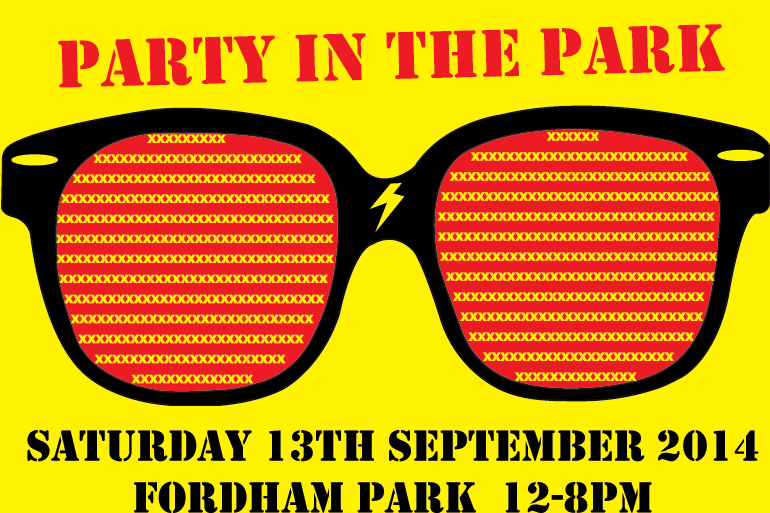 PARTY IN THE PARK
SATURDAY 13TH SEPTEMBER 2014
FORDHAM PARK 12-8PM